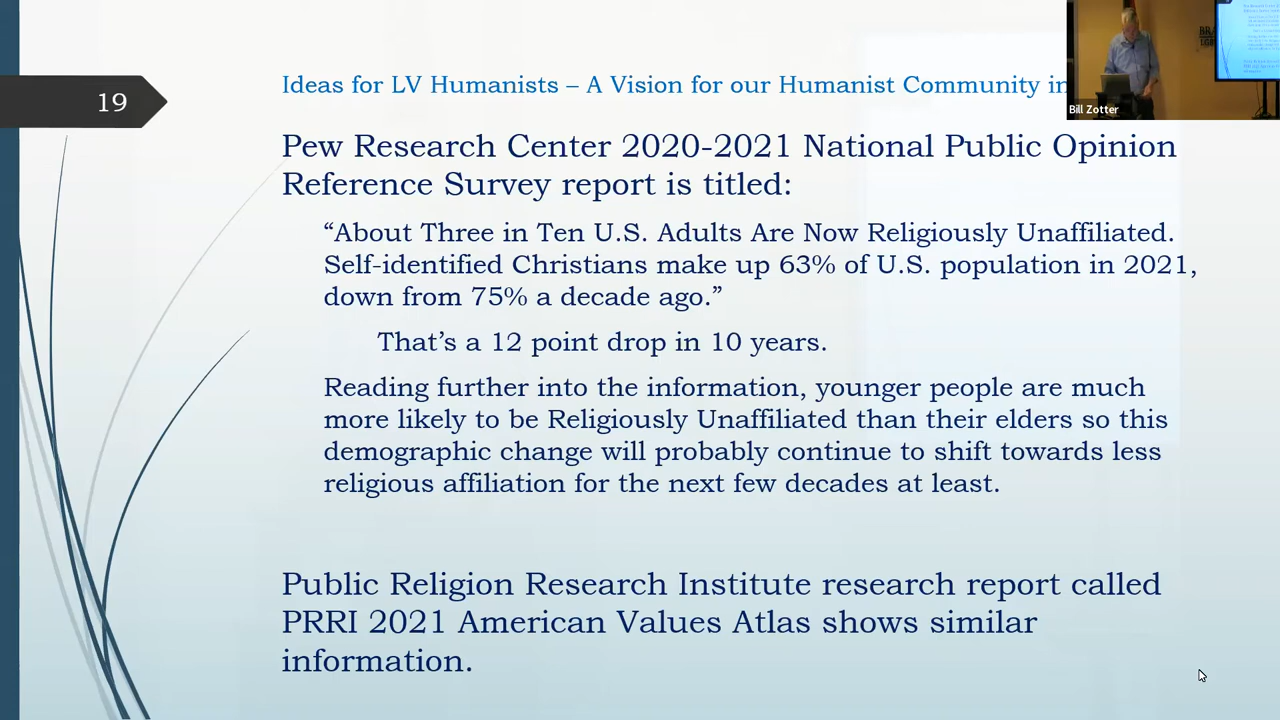 19
Ideas for LV Humanists – A Vision for our Humanist Community in
Bill Zotter
Pew Research Center 2020-2021 National Public Opinion
Reference Survey report is titled:
“About Three in Ten U.S. Adults Are Now Religiously Unaffiliated.
Self-identified Christians make up 63% of U.S. population in 2021,
down from 75% a decade ago.”
That’s a 12 point drop in 10 years.
Reading further into the information, younger people are much
more likely to be Religiously Unaffiliated than their elders so this
demographic change will probably continue to shift towards less
religious affiliation for the next few decades at least.
Public Religion Research Institute research report called
PRRI 2021 American Values Atlas shows similar
information.